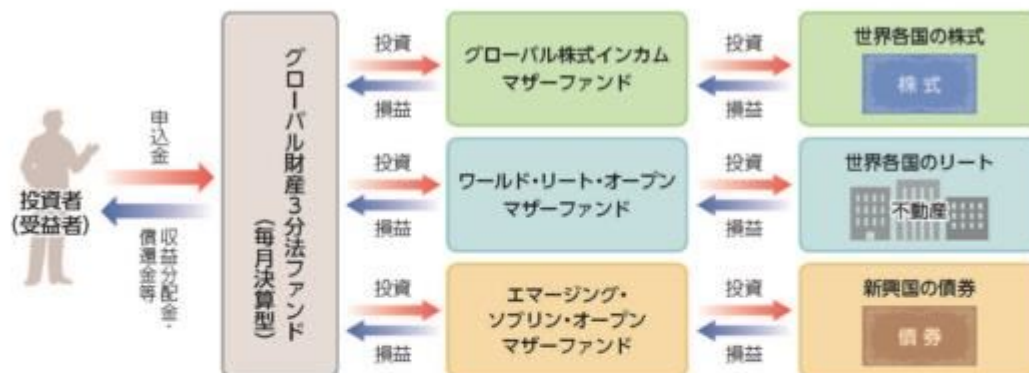 投資者
(受益者)
申込金
収益分配金・
償還金等
グローバル財産3分法ファンド
(毎月決算型)
投資
損益
グローバル株式インカム
マザーファンド
投資
損益
世界各国の株式
株式
投資
損益
ワールド・リート・オープン
マザーファンド
投資
損益
世界各国のリート
不動産
投資
損益
エマージング・
ソブリン・オープン
マザーファンド
投資
損益
新興国の債券
債券